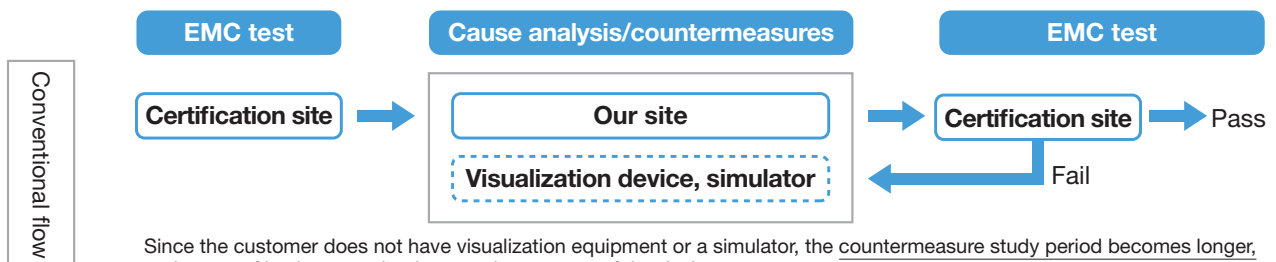 EMC test
Cause analysis/countermeasures
EMC test
Conventional flow
Certification site
Our site
Certification site
Pass
Visualization device, simulator
Fail
Since the customer does not have visualization equipment or a simulator, the countermeasure study period becomes longer,